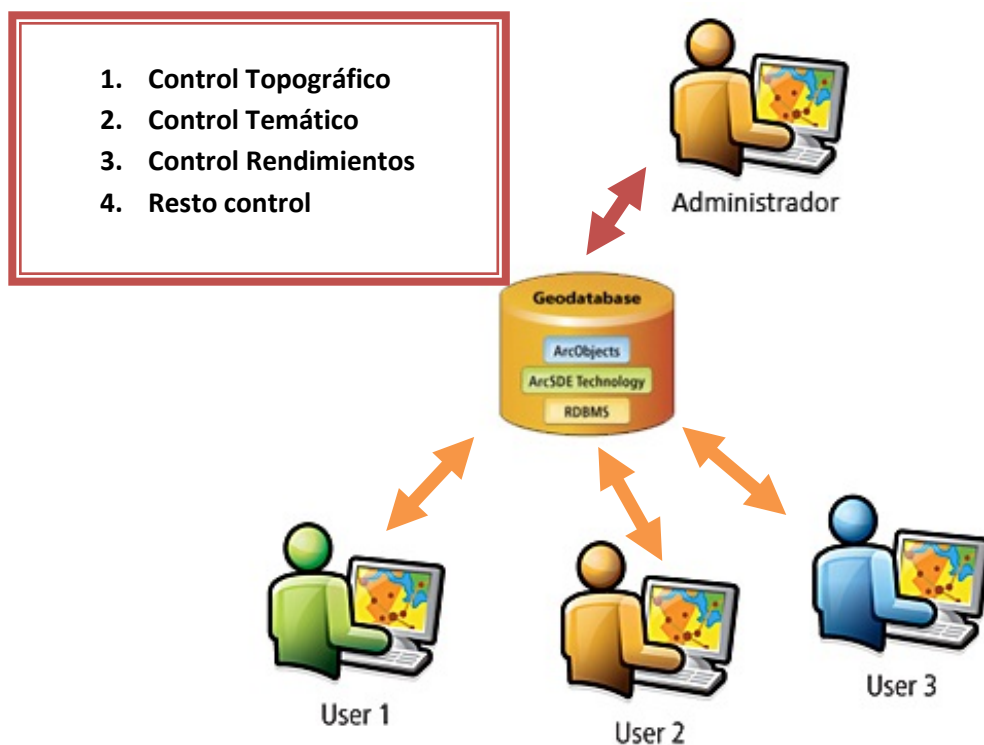 1. Control Topográfico
2. Control Temático
3. Control Rendimientos
4. Resto control
Administrador
Geodatabase
ArcObjects
ArcSDE Technology
RDBMS
User 1
User 2
User 3